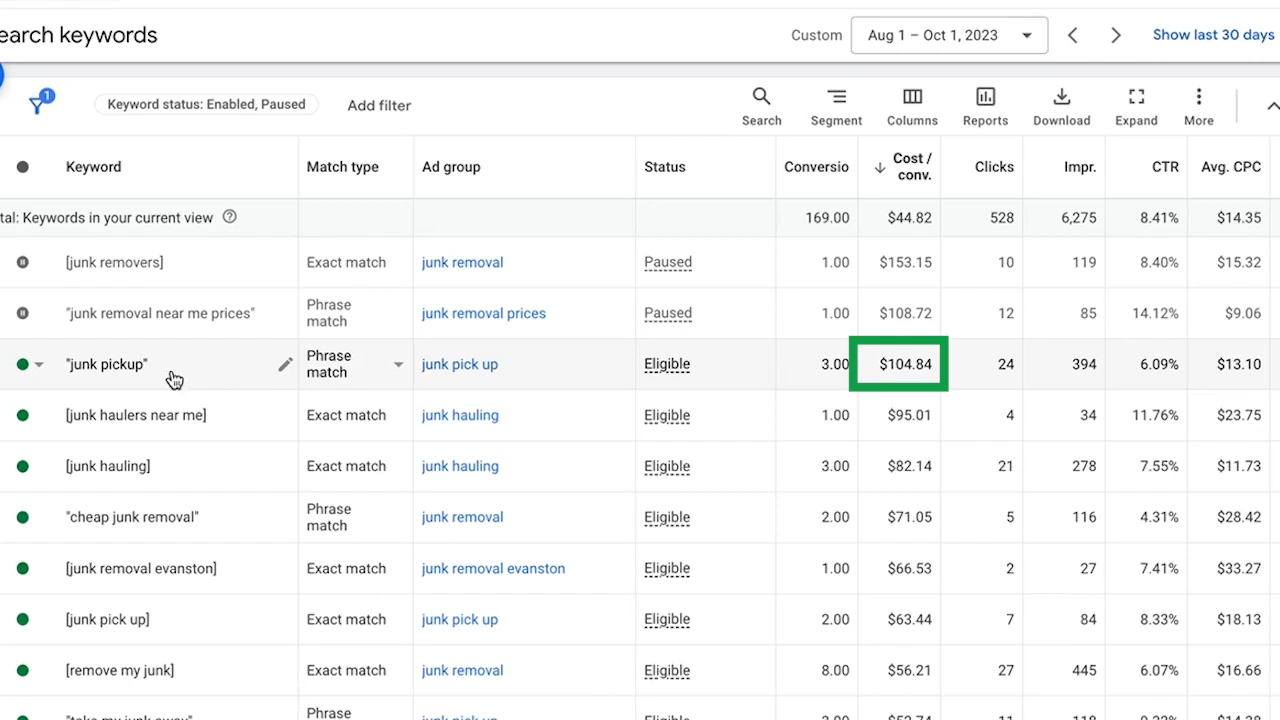 earch keywords
Custom
Aug 1 – Oct 1, 2023
Show last 30 days
1
Keyword status: Enabled, Paused
Add filter
Search
Segment
Columns
Reports
Download
Expand
More
Keyword
Match type
Ad group
Status
Conversio
Cost /
conv.
Clicks
Impr.
CTR
Avg. CPC
tal: Keywords in your current view
169.00
$44.82
528
6,275
8.41%
$14.35
[junk removers]
Exact match
junk removal
Paused
1.00
$153.15
10
119
8.40%
$15.32
"junk removal near me prices"
Phrase
match
junk removal prices
Paused
1.00
$108.72
12
85
14.12%
$9.06
"junk pickup"
Phrase
match
junk pick up
Eligible
3.00
$104.84
24
394
6.09%
$13.10
[junk haulers near me]
Exact match
junk hauling
Eligible
1.00
$95.01
4
34
11.76%
$23.75
[junk hauling]
Exact match
junk hauling
Eligible
3.00
$82.14
21
278
7.55%
$11.73
"cheap junk removal"
Phrase
match
junk removal
Eligible
2.00
$71.05
5
116
4.31%
$28.42
[junk removal evanston]
Exact match
junk removal evanston
Eligible
1.00
$66.53
2
27
7.41%
$33.27
[junk pick up]
Exact match
junk pick up
Eligible
2.00
$63.44
7
84
8.33%
$18.13
[remove my junk]
Exact match
junk removal
Eligible
8.00
$56.21
27
445
6.07%
$16.66
"take my junk away"
Phrase